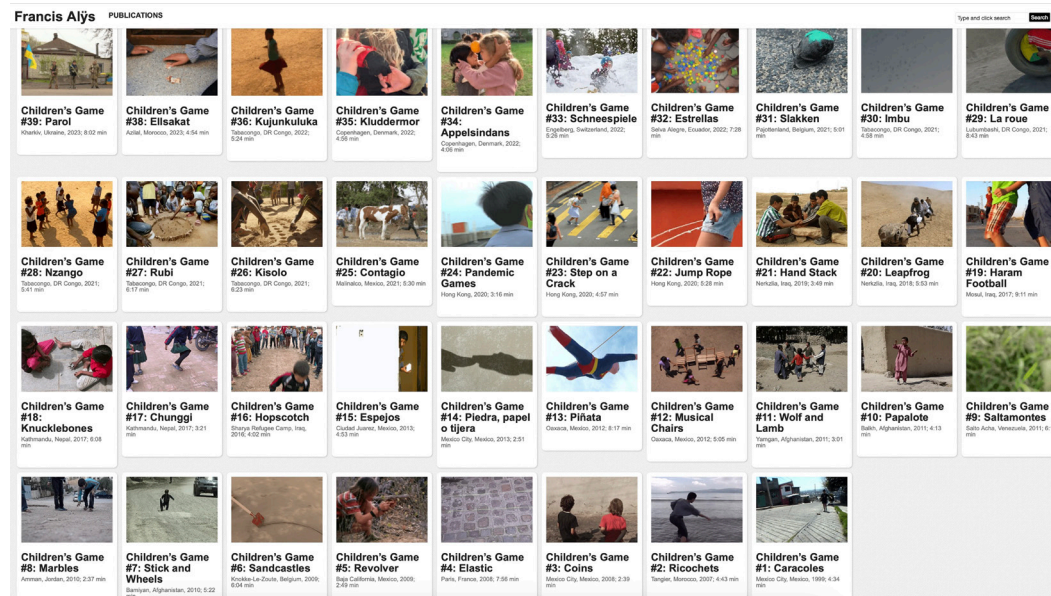 Francis Alÿs PUBLICATIONS
Type and click search Search
Children's Game
#39: Parol
Kharkiv, Ukraine, 2023; 8:02 min
Children's Game
#38: Ellsakat
Azilal, Morocco, 2023; 4:54 min
Children's Game
#36: Kujunkuluka
Tabacongo, DR Congo, 2022;
5:24 min
Children's Game
#35: Kluddermor
Copenhagen, Denmark, 2022;
4:56 min
Children's Game
#34:
Appelsindans
Copenhagen, Denmark, 2022;
4:06 min
Children's Game
#33: Schneespiele
Engelberg, Switzerland, 2022;
5:26 min
Children's Game
#32: Estrellas
Selva Alegre, Ecuador, 2022; 7:28
min
Children's Game
#31: Slakken
Pajottenland, Belgium, 2021; 5:01
min
Children's Game
#30: Imbu
Tabacongo, DR Congo, 2021;
4:58 min
Children's Game
#29: La roue
Lubumbashi, DR Congo, 2021;
8:43 min
Children's Game
#28: Nzango
Tabacongo, DR Congo, 2021;
5:41 min
Children's Game
#27: Rubi
Tabacongo, DR Congo, 2021;
6:17 min
Children's Game
#26: Kisolo
Tabacongo, DR Congo, 2021;
6:23 min
Children's Game
#25: Contagio
Malinalco, Mexico, 2021; 5:30 min
Children's Game
#24: Pandemic
Games
Hong Kong, 2020; 3:16 min
Children's Game
#23: Step on a
Crack
Hong Kong, 2020; 4:57 min
Children's Game
#22: Jump Rope
Hong Kong, 2020; 5:28 min
Children's Game
#21: Hand Stack
Nerkzlia, Iraq, 2019; 3:49 min
Children's Game
#20: Leapfrog
Nerkzlia, Iraq, 2018; 5:53 min
Children's Game
#19: Haram
Football
Mosul, Iraq, 2017; 9:11 min
Children's Game
#18:
Knucklebones
Kathmandu, Nepal, 2017; 6:08
min
Children's Game
#17: Chunggi
Kathmandu, Nepal, 2017; 3:21
min
Children's Game
#16: Hopscotch
Sharya Refugee Camp, Iraq,
2016; 4:02 min
Children's Game
#15: Espejos
Ciudad Juarez, Mexico, 2013;
4:53 min
Children's Game
#14: Piedra, papel
o tijera
Mexico City, Mexico, 2013; 2:51
min
Children's Game
#13: Piñata
Oaxaca, Mexico, 2012; 8:17 min
Children's Game
#12: Musical
Chairs
Oaxaca, Mexico, 2012; 5:05 min
Children's Game
#11: Wolf and
Lamb
Yamgan, Afghanistan, 2011; 3:01
min
Children's Game
#10: Papalote
Balkh, Afghanistan, 2011; 4:13
min
Children's Game
#9: Saltamontes
Salto Acha, Venezuela, 2011;
min
Children's Game
#8: Marbles
Amman, Jordan, 2010; 2:37 min
Children's Game
#7: Stick and
Wheels
Bamiyan, Afghanistan, 2010; 5:22
Children's Game
#6: Sandcastles
Knokke-Le-Zoute, Belgium, 2009;
6:04 min
Children's Game
#5: Revolver
Baja California, Mexico, 2009;
2:49 min
Children's Game
#4: Elastic
Paris, France, 2008; 7:56 min
Children's Game
#3: Coins
Mexico City, Mexico, 2008; 2:39
min
Children's Game
#2: Ricochets
Tangier, Morocco, 2007; 4:43 min
Children's Game
#1: Caracoles
Mexico City, Mexico, 1999; 4:34
min